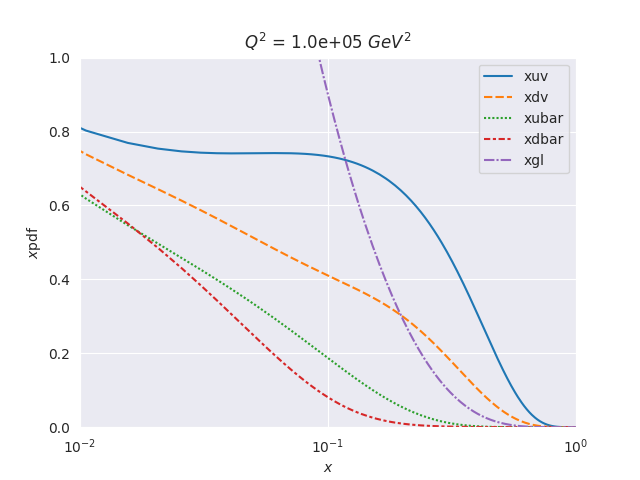 Q² = 1.0e+05 GeV²
1.0
0.8
0.6
0.4
0.2
0.0
xpdf
xuv
xdv
xubar
xdbar
xgl
10⁻²
10⁻¹
10⁰
x